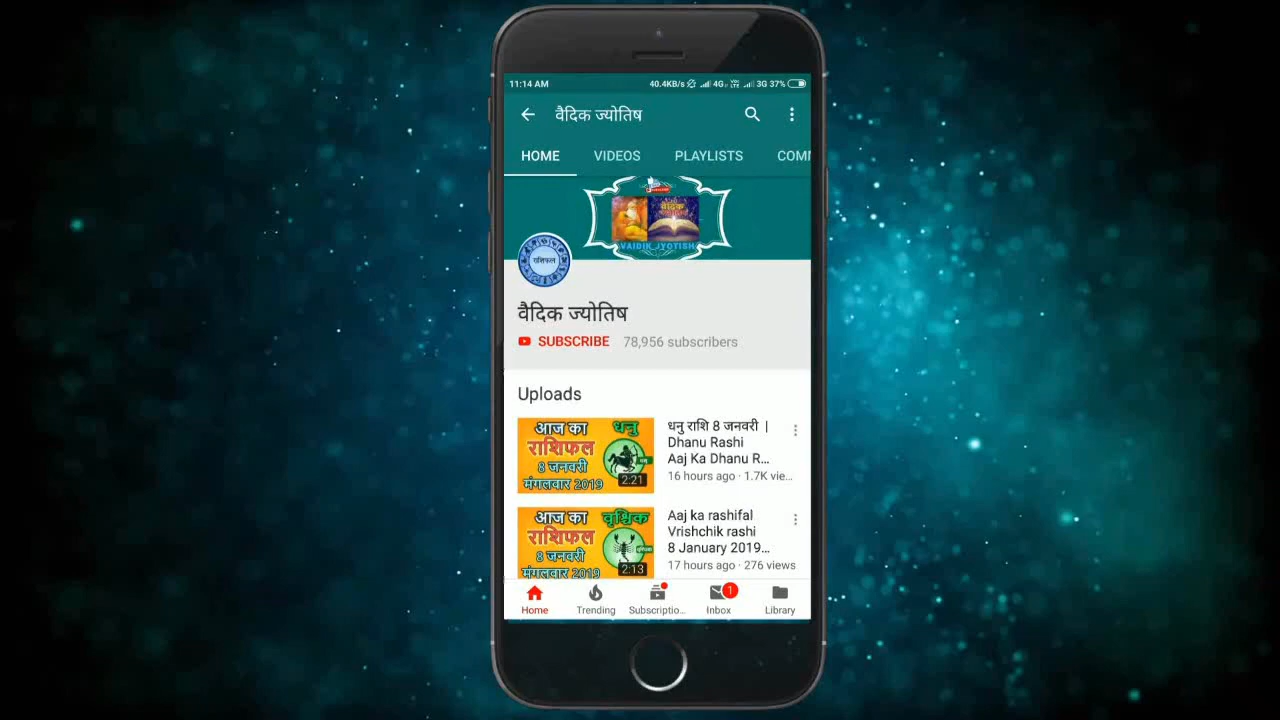 11:14 AM
40.4KB/s 4G VoLTE 3G 37%
वैदिक ज्योतिष
HOME VIDEOS PLAYLISTS COMM
वैदिक
VAIDIK JYOTISH
राशिफल
वैदिक ज्योतिष
SUBSCRIBE 78,956 subscribers
Uploads
आज का धनु
राशिफल
8 जनवरी
मंगलवार 2019
2:21
धनु राशि 8 जनवरी |
Dhanu Rashi
Aaj Ka Dhanu R...
16 hours ago · 1.7K vie...
आज का वृश्चिक
राशिफल
8 जनवरी
मंगलवार 2019
2:13
Aaj ka rashifal
Vrishchik rashi
8 January 2019...
17 hours ago · 276 views
1
Home Trending Subscriptio... Inbox Library